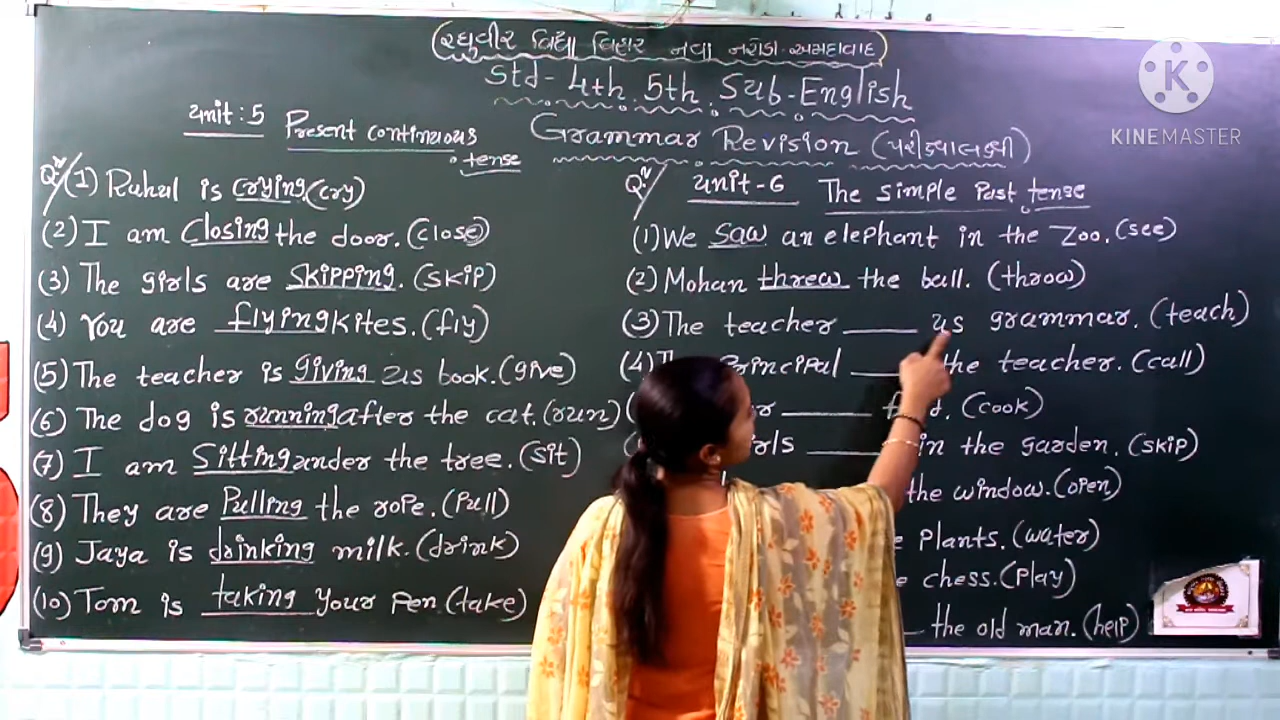 (રઘુવીર વિદ્યા વિહાર નવા નરોડા-અમદાવાદ)
Std-4th, 5th, Sub-English
KINEMASTER
Unit: 5 Present continuous tense
Grammar Revision (પરીક્ષાલક્ષી)
(1) Rahul is crying. (cry)
(2) I am Closing the door. (close)
(3) The girls are skipping. (skip)
(4) You are flying kites. (fly)
(5) The teacher is giving us book. (give)
(6) The dog is running after the cat. (run)
(7) I am Sitting under the tree. (sit)
(8) They are Pulling the rope. (Pull)
(9) Jaya is drinking milk. (drink)
(10) Tom is taking your Pen. (take)
Unit-6 The simple Past tense
(1) We saw an elephant in the Zoo. (see)
(2) Mohan threw the ball. (throw)
(3) The teacher ____ us grammar. (teach)
(4) Principal ____ the teacher. (call)
____ (cook)
____ in the garden. (skip)
the window. (open)
Plants. (water)
chess. (Play)
____ the old man. (help)